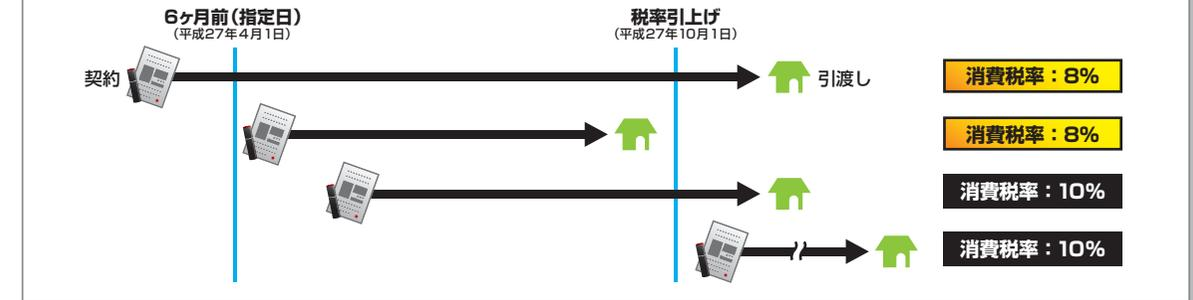 6ヶ月前（指定日）
（平成27年4月1日）
税率引上げ
（平成27年10月1日）
契約
引渡し
消費税率：8%
消費税率：8%
消費税率：10%
消費税率：10%